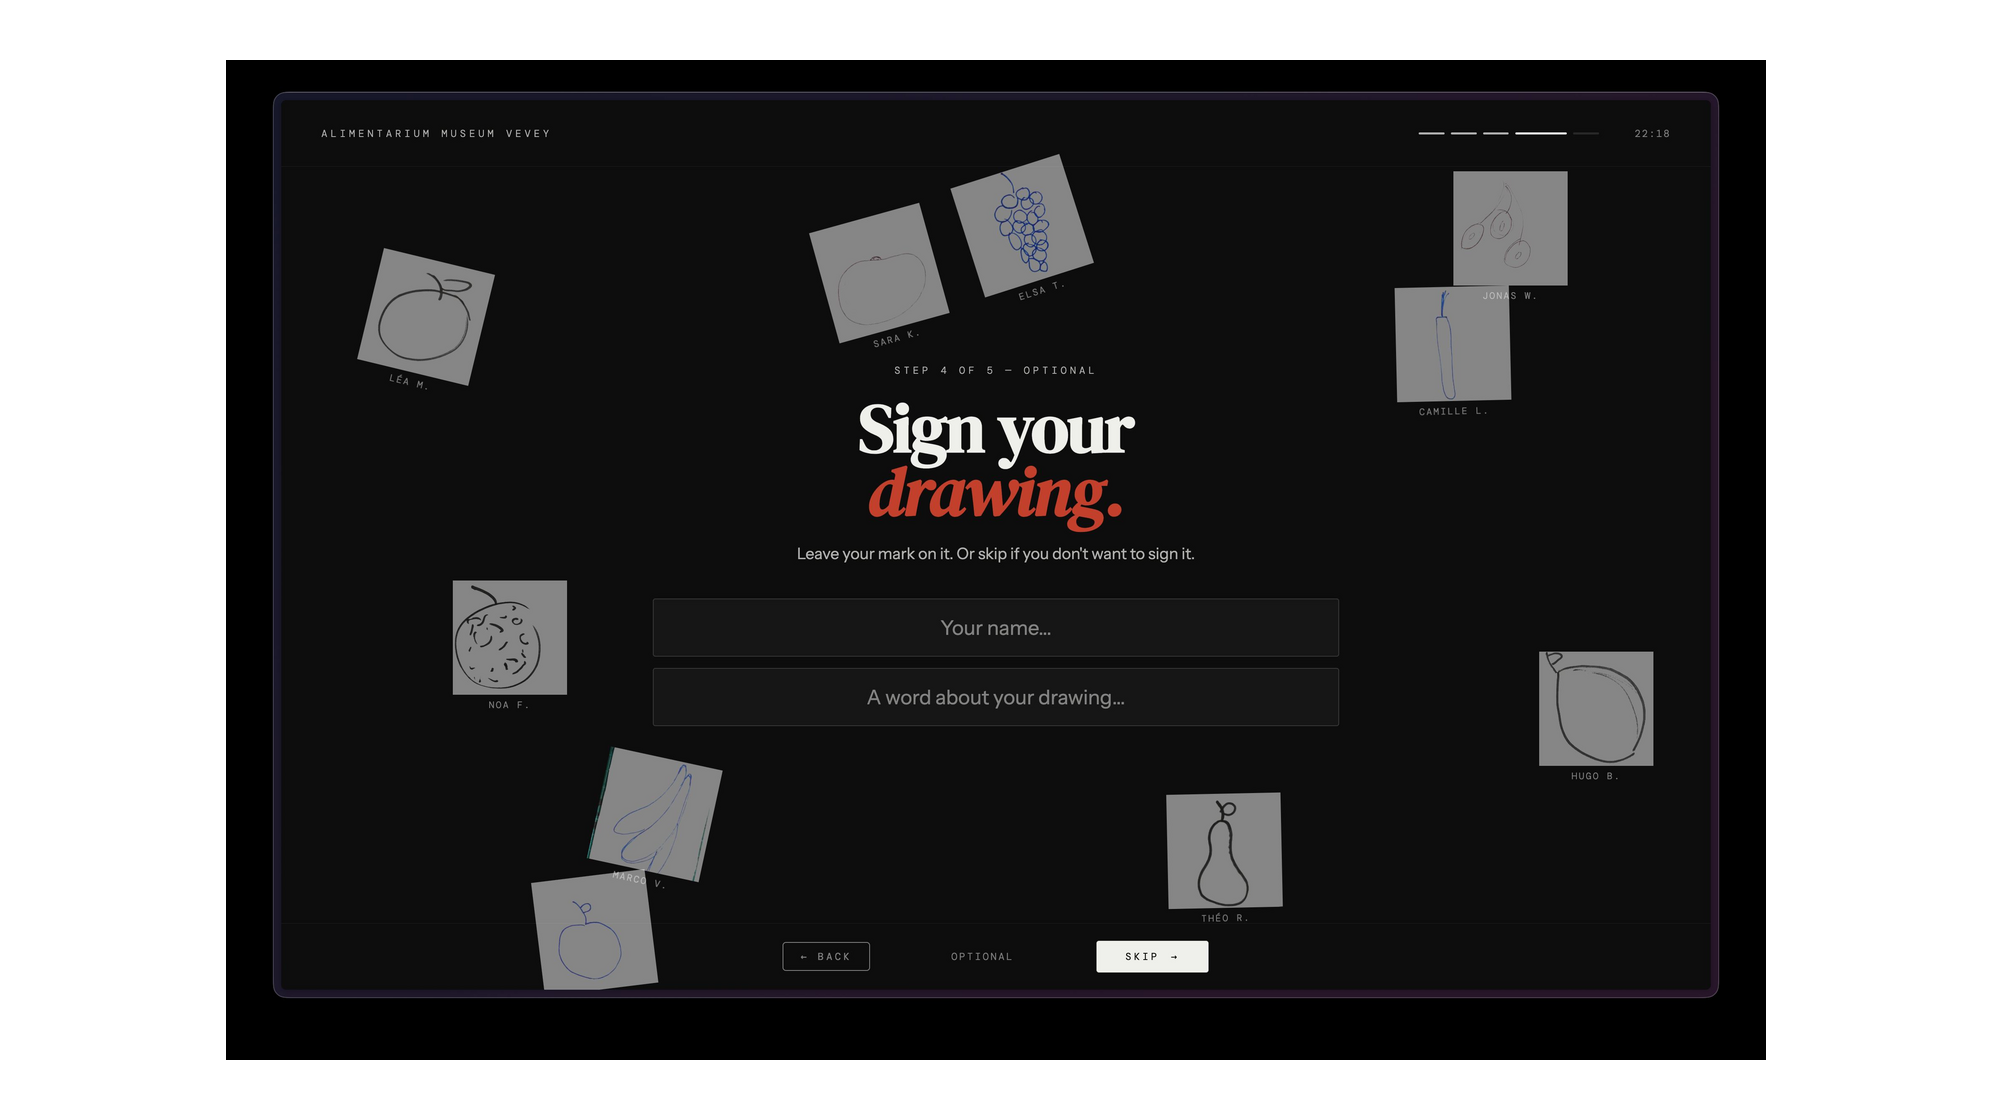 ALIMENTARIUM MUSEUM VEVEY
22:18
ELSA T.
SARA K.
JONAS W.
LÉA M.
CAMILLE L.
STEP 4 OF 5 — OPTIONAL
Sign your
drawing.
Leave your mark on it. Or skip if you don't want to sign it.
Your name...
A word about your drawing...
NOA F.
HUGO B.
MARCO V.
THÉO R.
← BACK
OPTIONAL
SKIP →